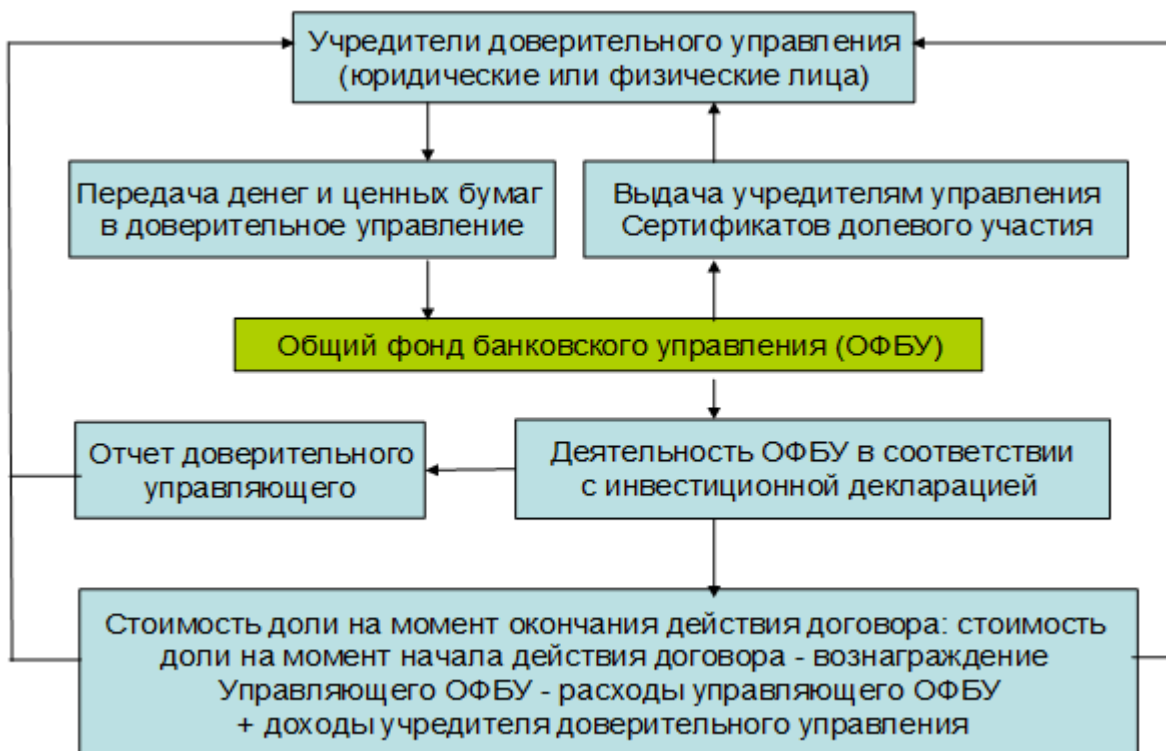 Учредители доверительного управления
(юридические или физические лица)
Передача денег и ценных бумаг
в доверительное управление
Выдача учредителям управления
Сертификатов долевого участия
Общий фонд банковского управления (ОФБУ)
Отчет доверительного
управляющего
Деятельность ОФБУ в соответствии
с инвестиционной декларацией
Стоимость доли на момент окончания действия договора: стоимость
доли на момент начала действия договора - вознаграждение
Управляющего ОФБУ - расходы управляющего ОФБУ
+ доходы учредителя доверительного управления